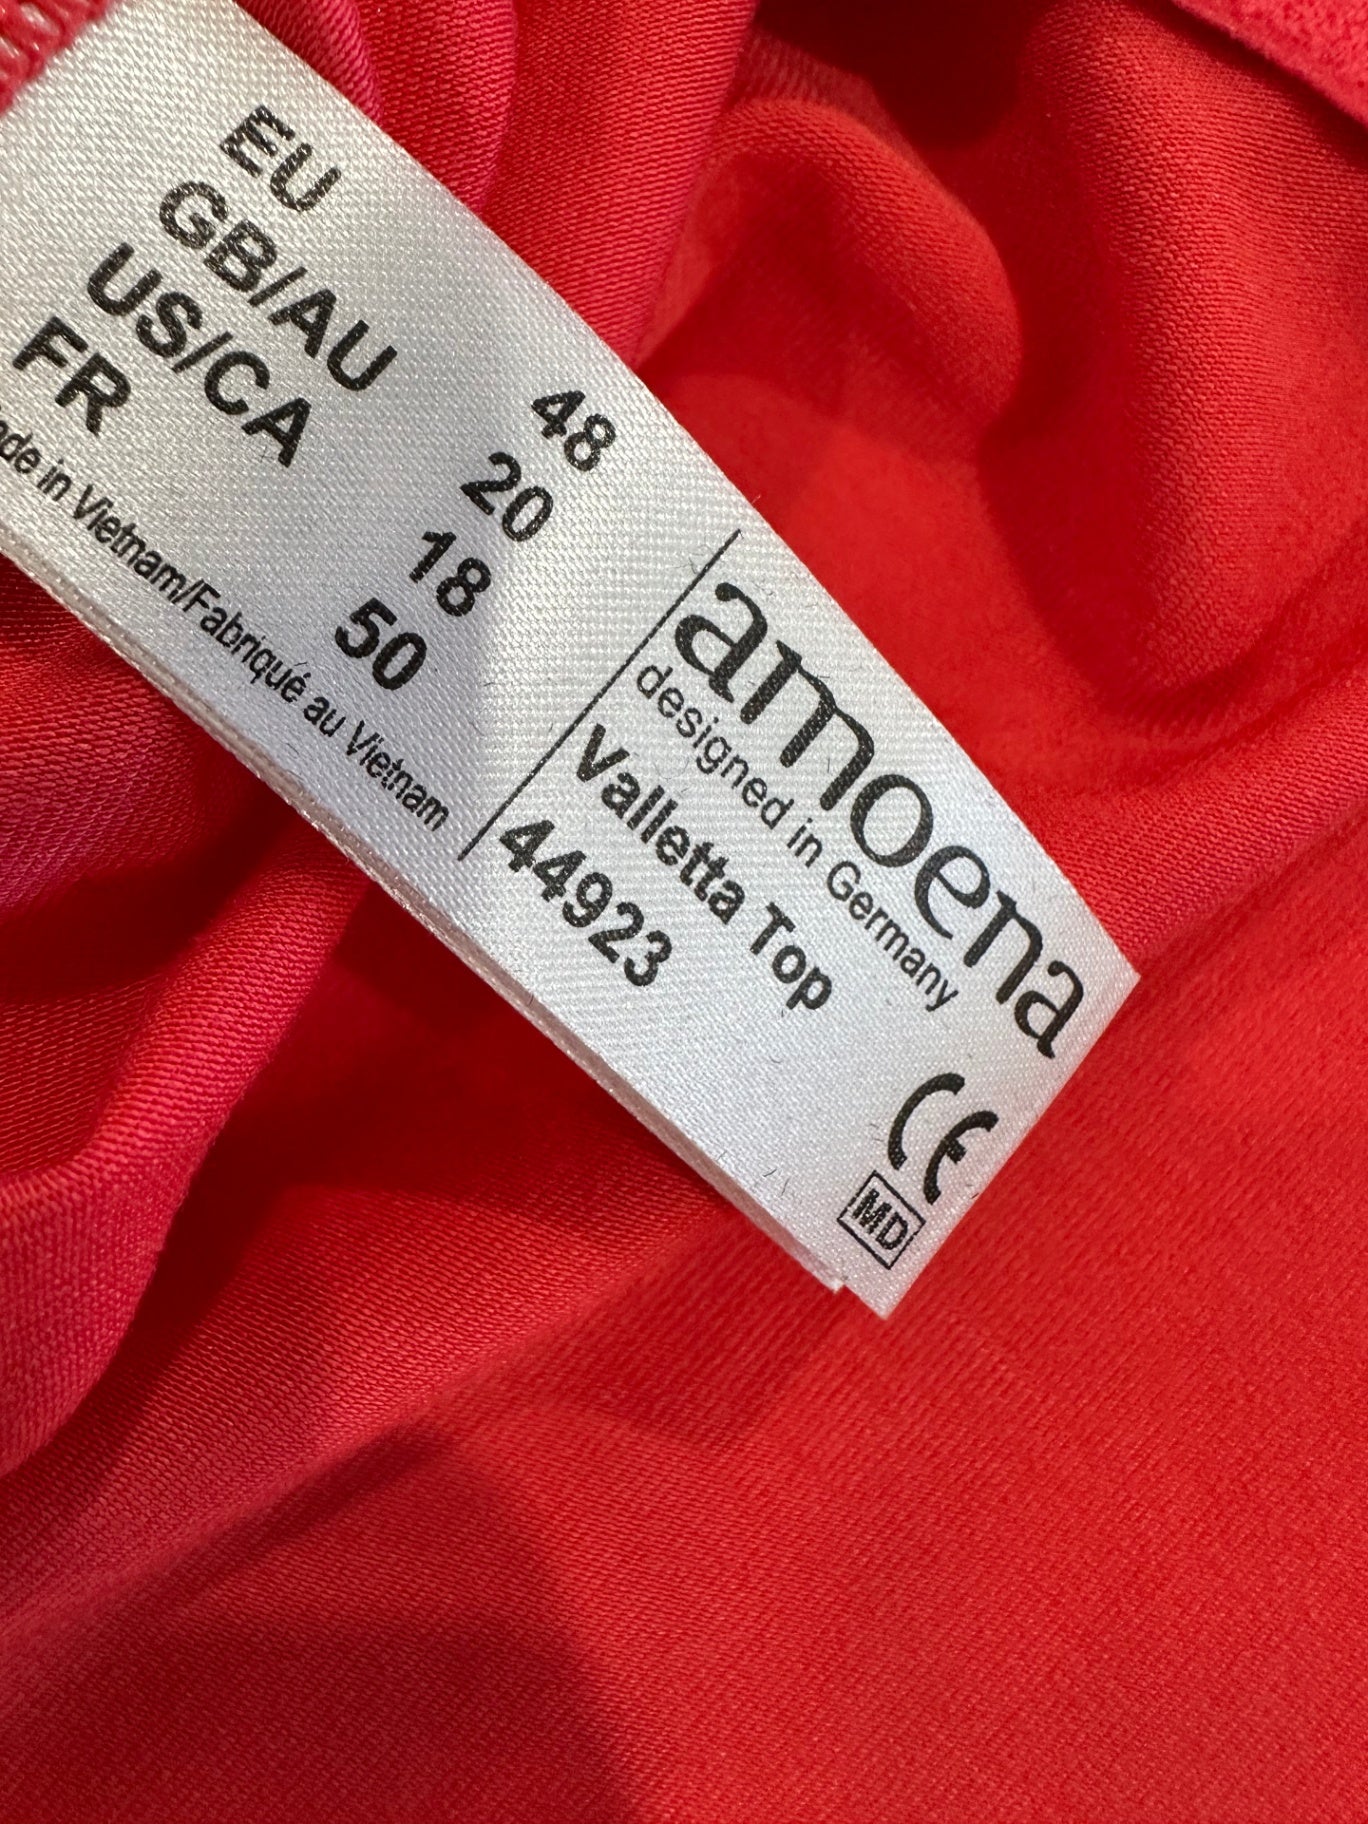 EU 48
GB/AU 20
US/CA 18
FR 50
in Vietnam/Fabriqué au Vietnam
amoena
designed in Germany
Valletta Top
44923
CE
MD